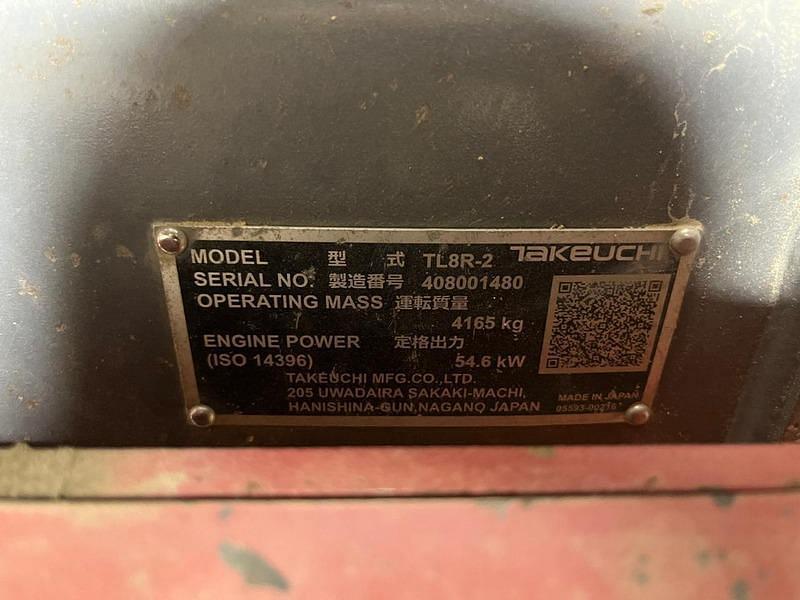 MODEL 型 式 TL8R-2 TAKEUCHI
SERIAL NO. 製造番号 408001480
OPERATING MASS 運転質量
4165 kg
ENGINE POWER 定格出力
(ISO 14396) 54.6 kW
TAKEUCHI MFG.CO.,LTD.
205 UWADAIRA SAKAKI-MACHI,
HANISHINA-GUN,NAGANO JAPAN
MADE IN JAPAN